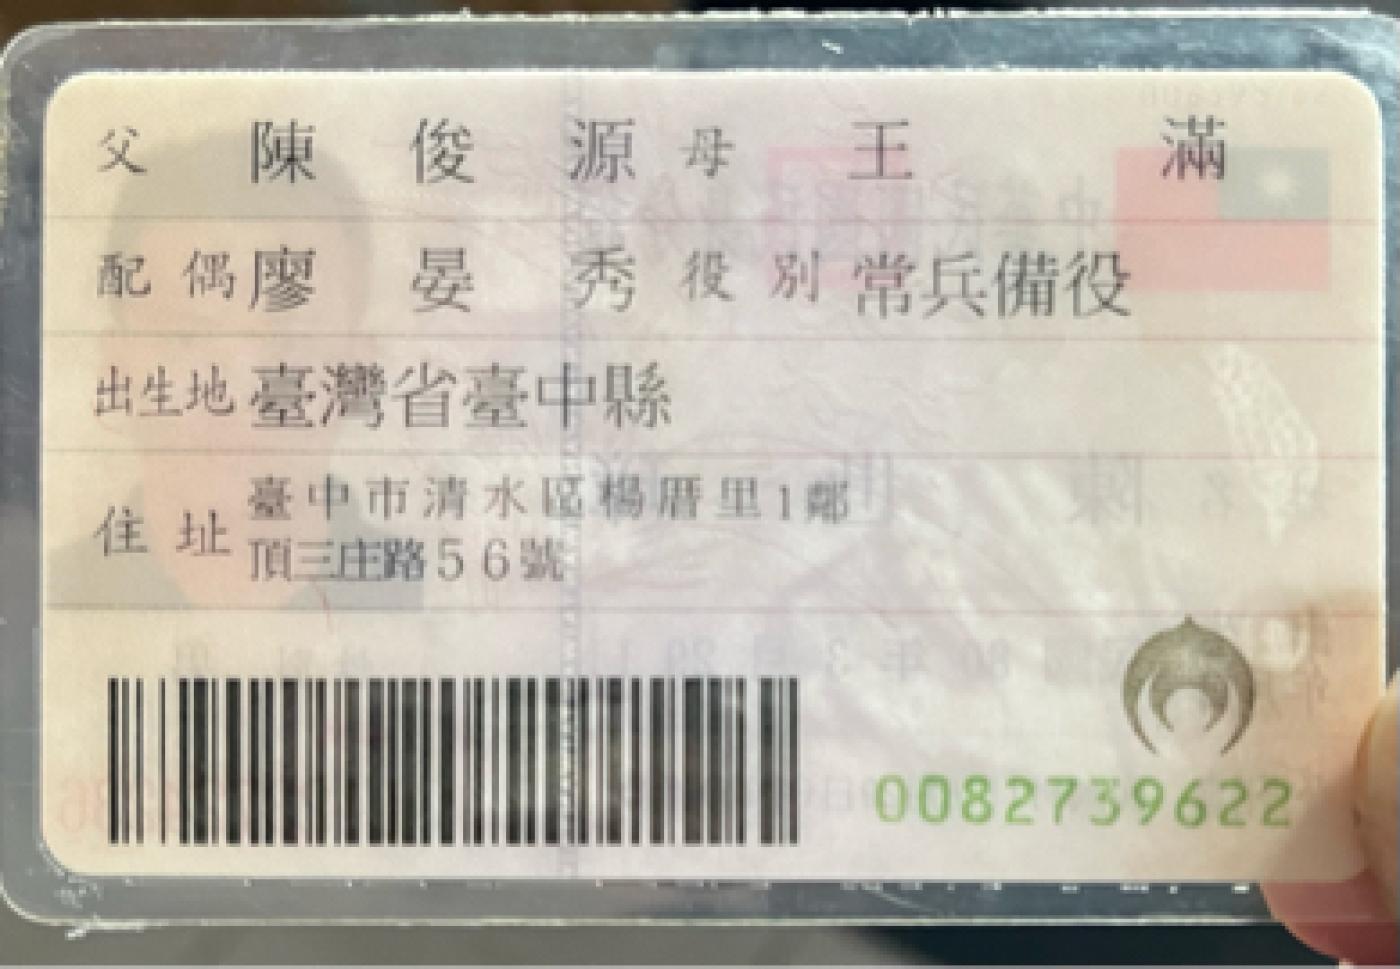 父 陳俊源 母 王滿
配偶 廖晏秀 役別 常兵備役
出生地 臺灣省臺中縣
住址 臺中市清水區楊厝里1鄰
頂三庄路56號
0082739622